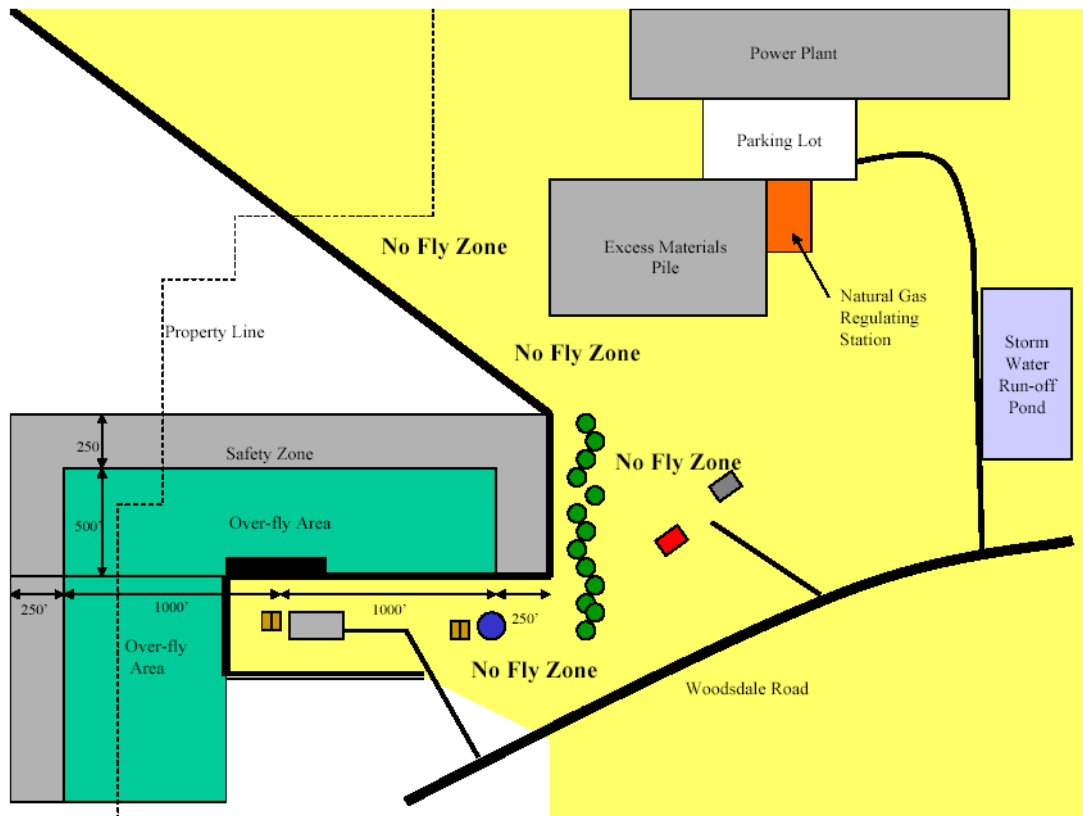 Power Plant
Parking Lot
No Fly Zone
Excess Materials
Pile
Natural Gas
Regulating
Station
Property Line
Storm
Water
Run-off
Pond
No Fly Zone
250
Safety Zone
No Fly Zone
500'
Over-fly Area
250'
1000'
1000'
250'
Over-fly
Area
No Fly Zone
Woodsdale Road